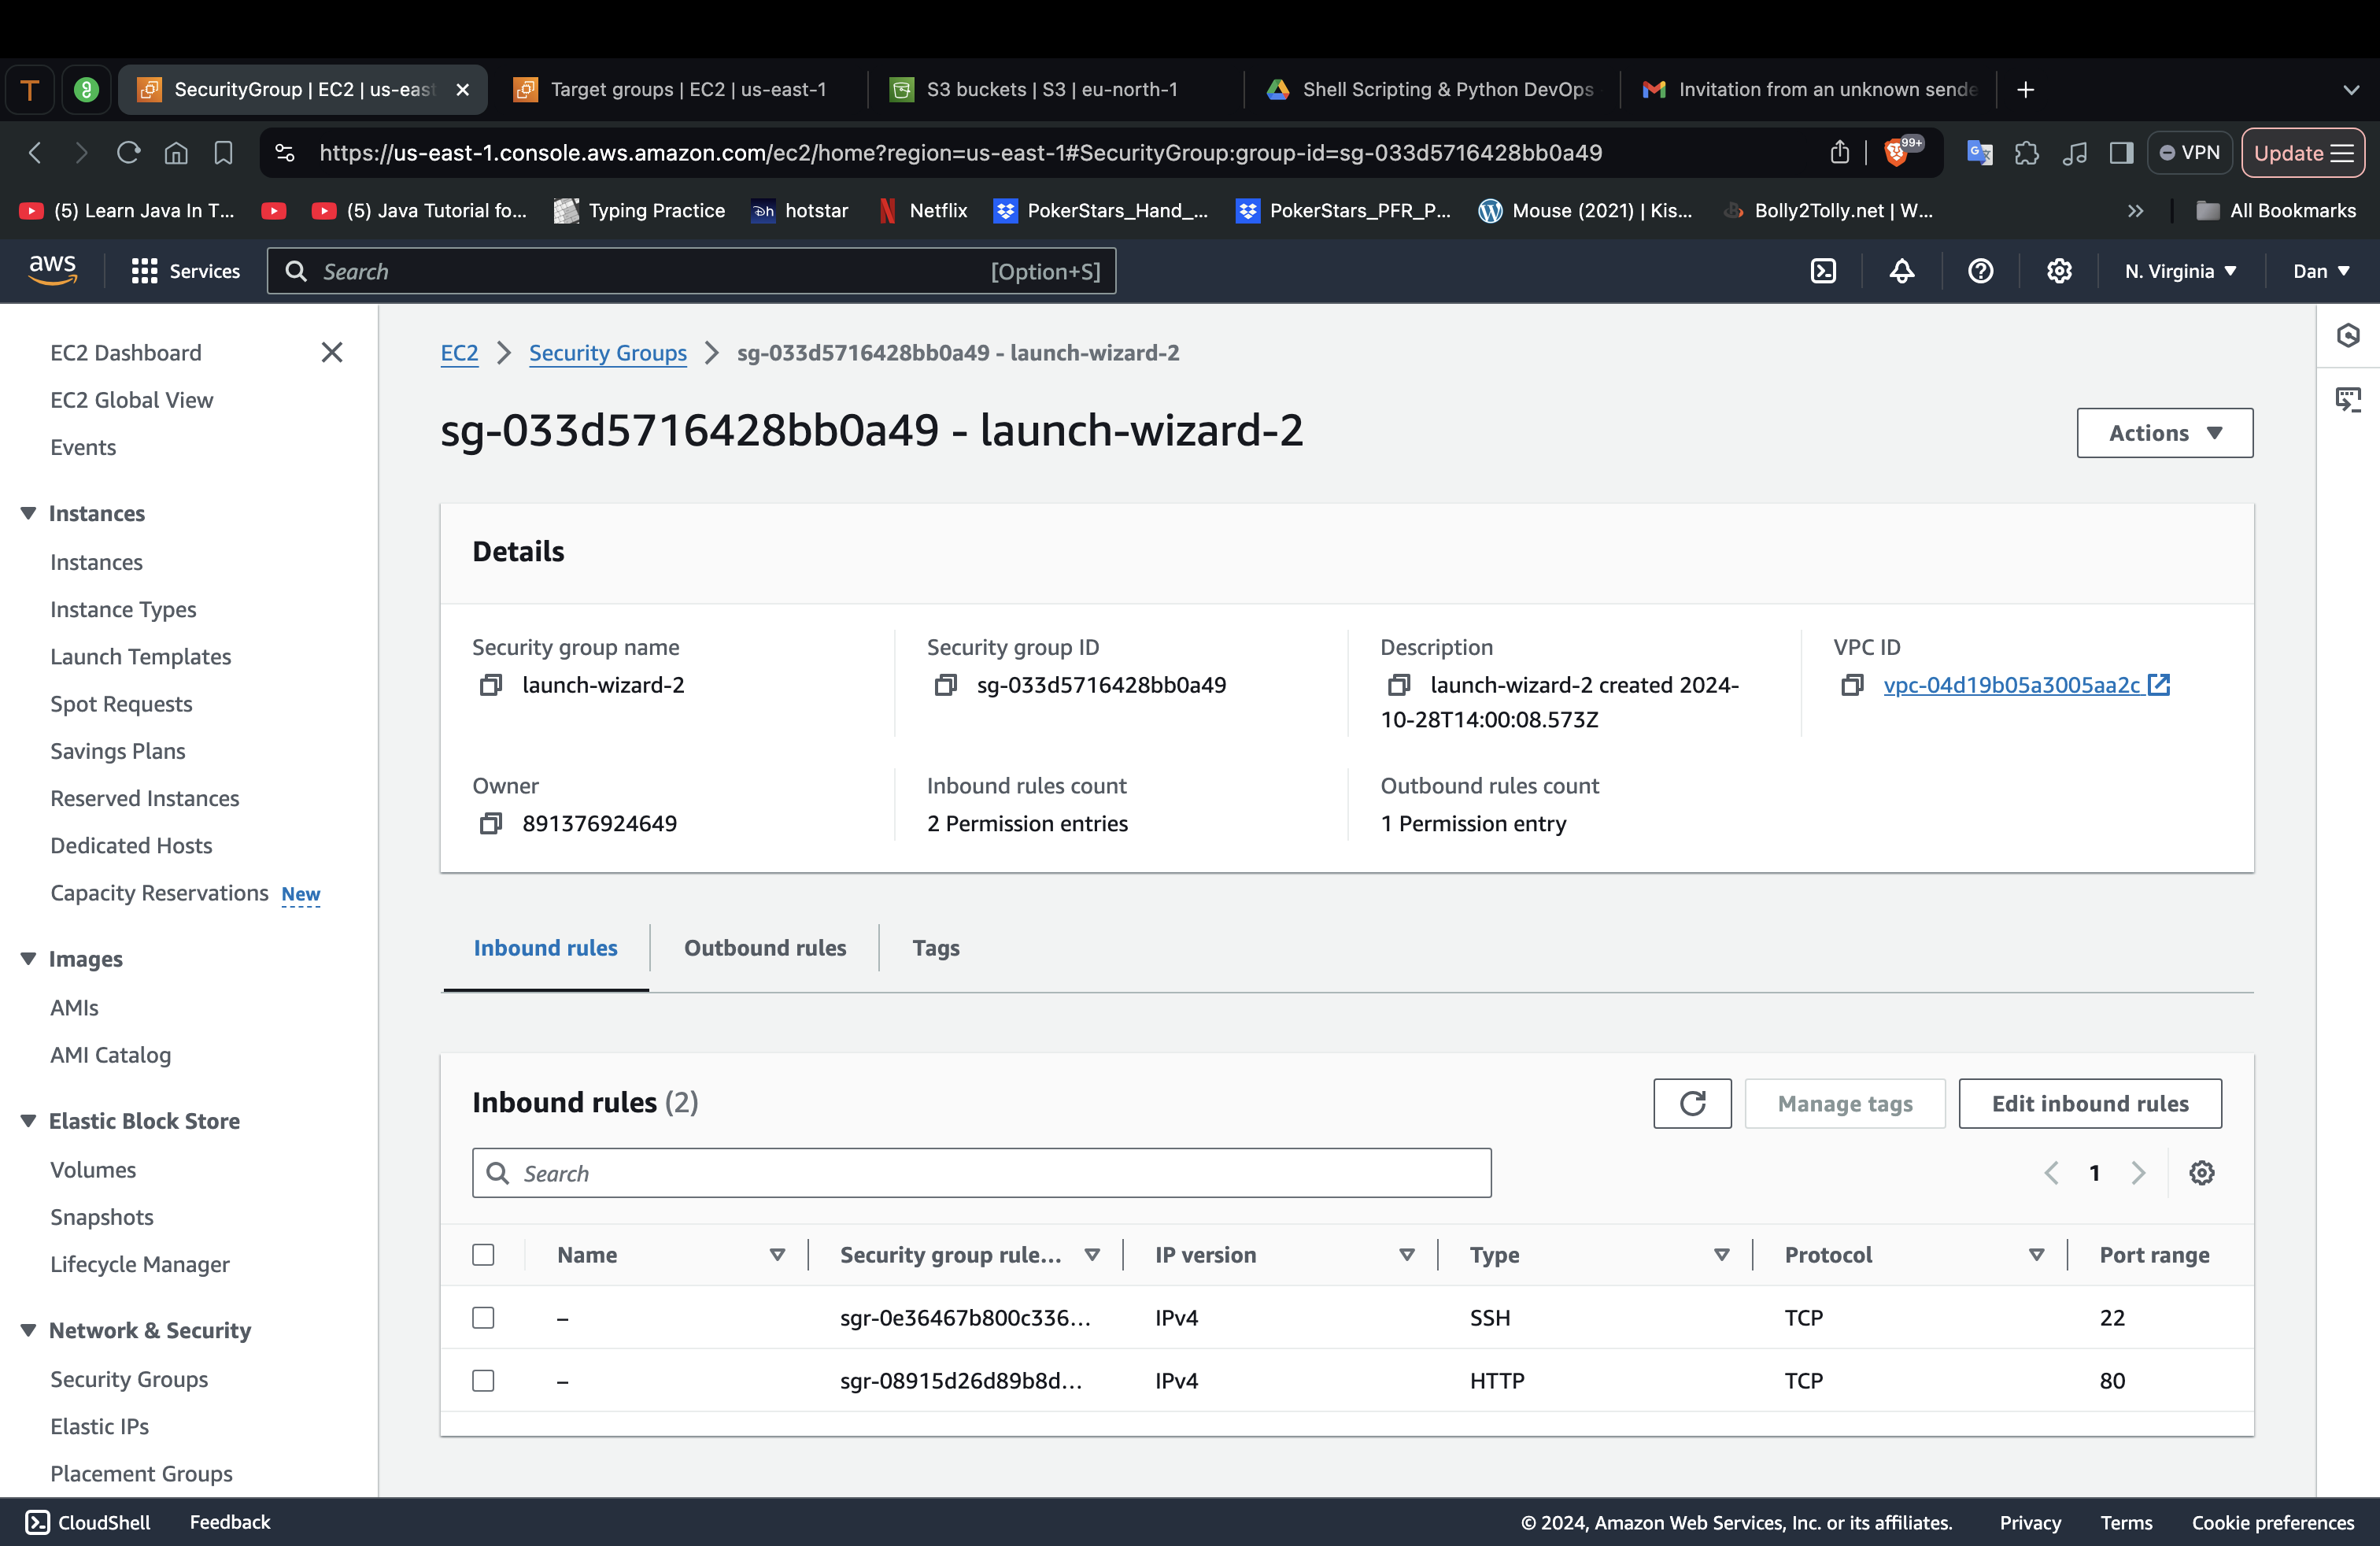 T
SecurityGroup | EC2 | us-east
Target groups | EC2 | us-east-1
S3 buckets | S3 | eu-north-1
Shell Scripting & Python DevOps
Invitation from an unknown sende
https://us-east-1.console.aws.amazon.com/ec2/home?region=us-east-1#SecurityGroup:group-id=sg-033d5716428bb0a49
99+
VPN
Update
(5) Learn Java In T...
(5) Java Tutorial fo...
Typing Practice
hotstar
Netflix
PokerStars_Hand_...
PokerStars_PFR_P...
Mouse (2021) | Kis...
Bolly2Tolly.net | W...
All Bookmarks
aws
Services
Search
[Option+S]
N. Virginia
Dan
EC2 Dashboard
EC2 Global View
Events
Instances
Instances
Instance Types
Launch Templates
Spot Requests
Savings Plans
Reserved Instances
Dedicated Hosts
Capacity Reservations New
Images
AMIs
AMI Catalog
Elastic Block Store
Volumes
Snapshots
Lifecycle Manager
Network & Security
Security Groups
Elastic IPs
Placement Groups
EC2 > Security Groups > sg-033d5716428bb0a49 - launch-wizard-2
sg-033d5716428bb0a49 - launch-wizard-2
Actions
Details
Security group name
launch-wizard-2
Security group ID
sg-033d5716428bb0a49
Description
launch-wizard-2 created 2024-
10-28T14:00:08.573Z
VPC ID
vpc-04d19b05a3005aa2c
Owner
891376924649
Inbound rules count
2 Permission entries
Outbound rules count
1 Permission entry
Inbound rules
Outbound rules
Tags
Inbound rules (2)
Manage tags
Edit inbound rules
Search
1
Name Security group rule... IP version Type Protocol Port range
– sgr-0e36467b800c336... IPv4 SSH TCP 22
– sgr-08915d26d89b8d... IPv4 HTTP TCP 80
CloudShell
Feedback
© 2024, Amazon Web Services, Inc. or its affiliates.
Privacy
Terms
Cookie preferences